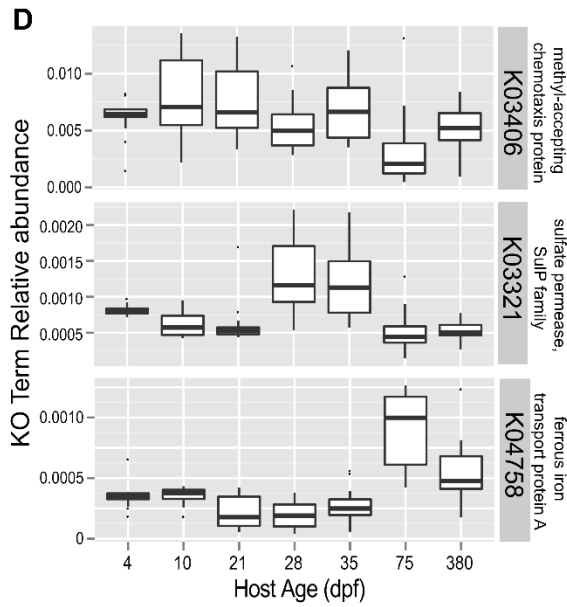 D
KO Term Relative abundance
0.010
0.005
0.000
methyl-accepting
chemotaxis protein
K03406
0.0020
0.0015
0.0010
0.0005
sulfate permease,
SulP family
K03321
0.0010
0.0005
0
ferrous iron
transport protein A
K04758
4 10 21 28 35 75 380
Host Age (dpf)